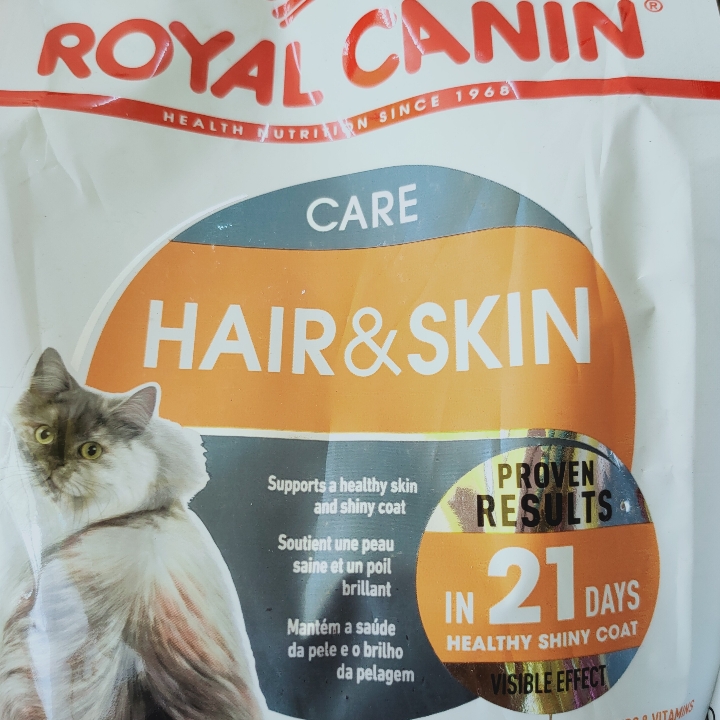 ROYAL CANIN®
HEALTH NUTRITION SINCE 1968
CARE
HAIR&SKIN
Supports a healthy skin
and shiny coat
Soutient une peau
saine et un poil
brillant
Mantém a saúde
da pele e o brilho
da pelagem
PROVEN
RESULTS
IN 21 DAYS
HEALTHY SHINY COAT
VISIBLE EFFECT
VITAMINS